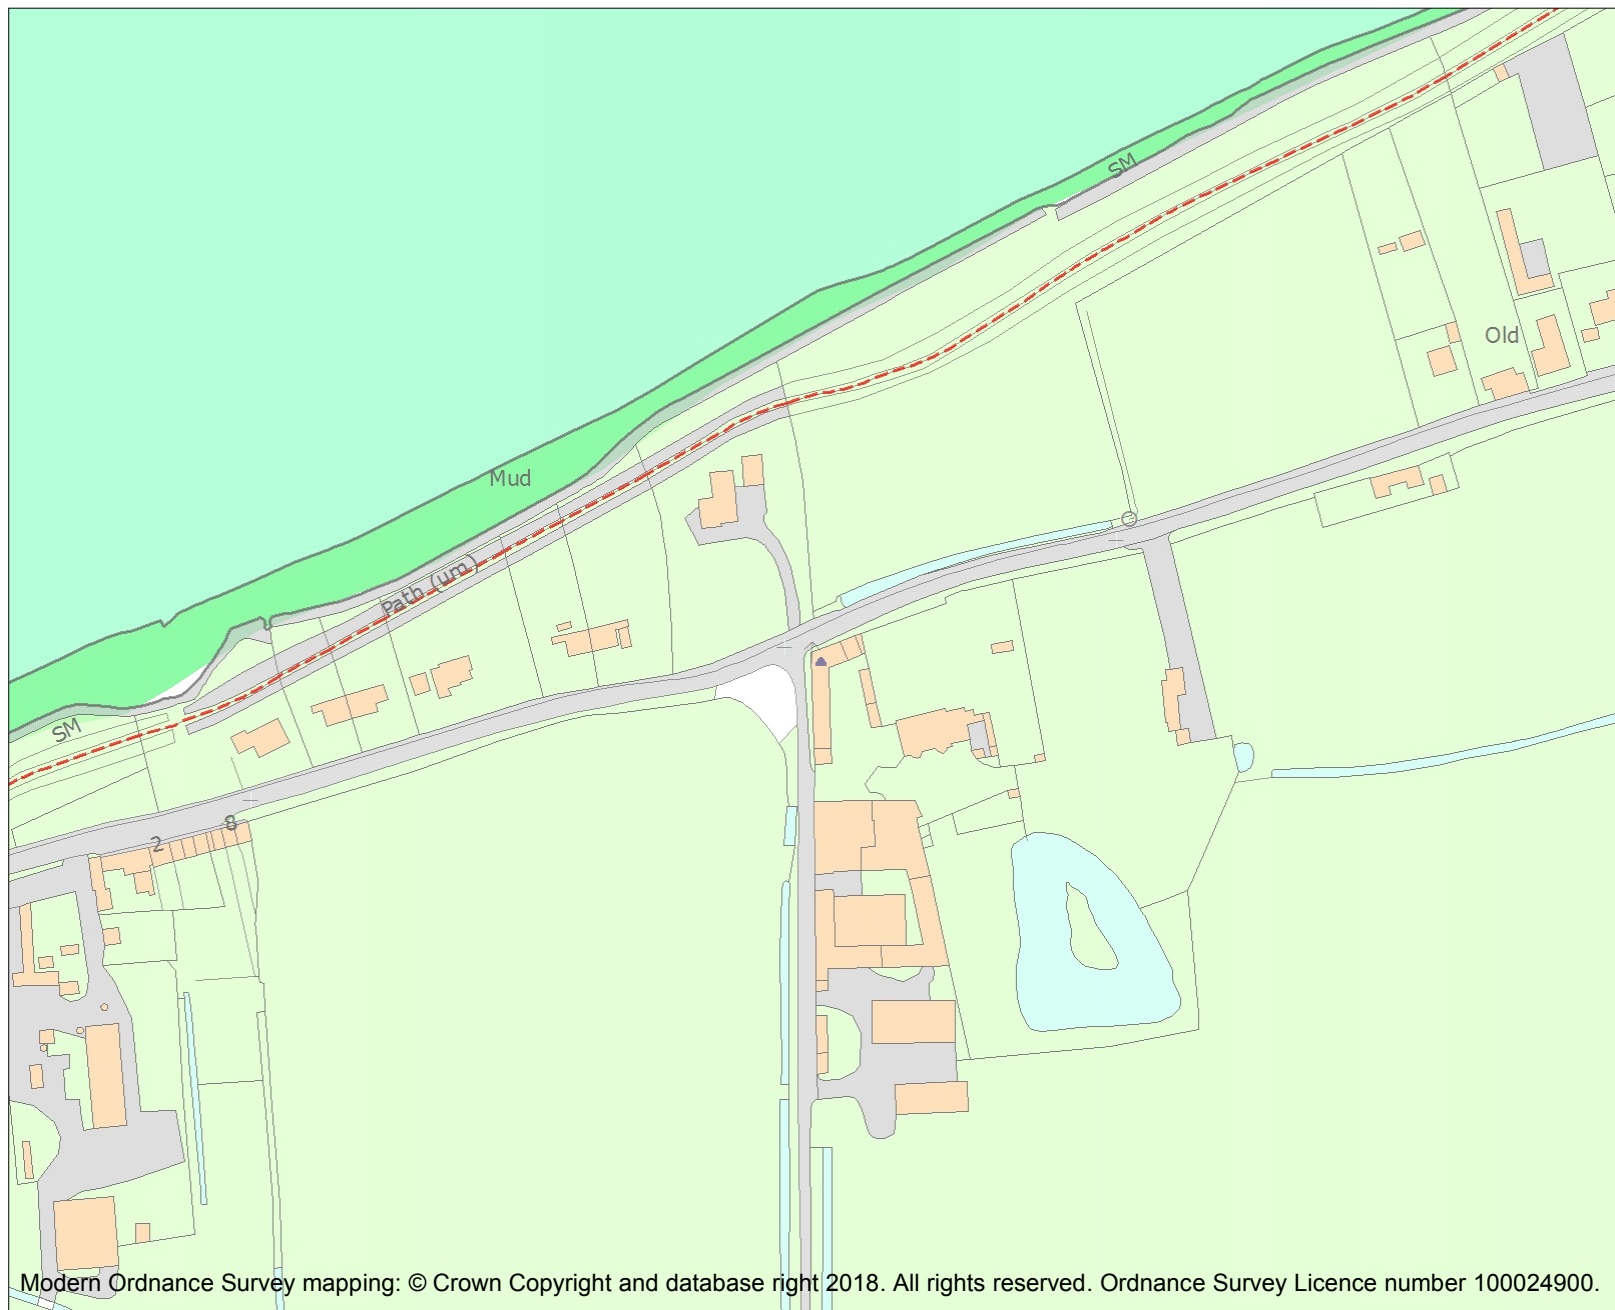 SM
Old
Mud
Path (um)
SM
8
2
Modern Ordnance Survey mapping: © Crown Copyright and database right 2018. All rights reserved. Ordnance Survey Licence number 100024900.